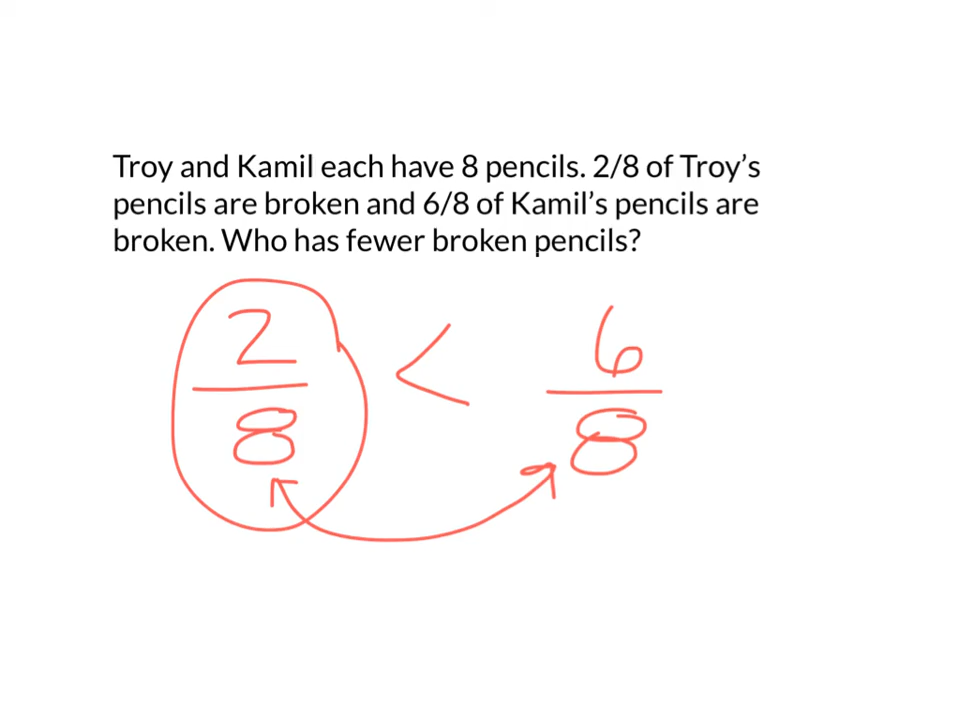 Troy and Kamil each have 8 pencils. 2/8 of Troy’s
pencils are broken and 6/8 of Kamil’s pencils are
broken. Who has fewer broken pencils?
2 < 6
8 8